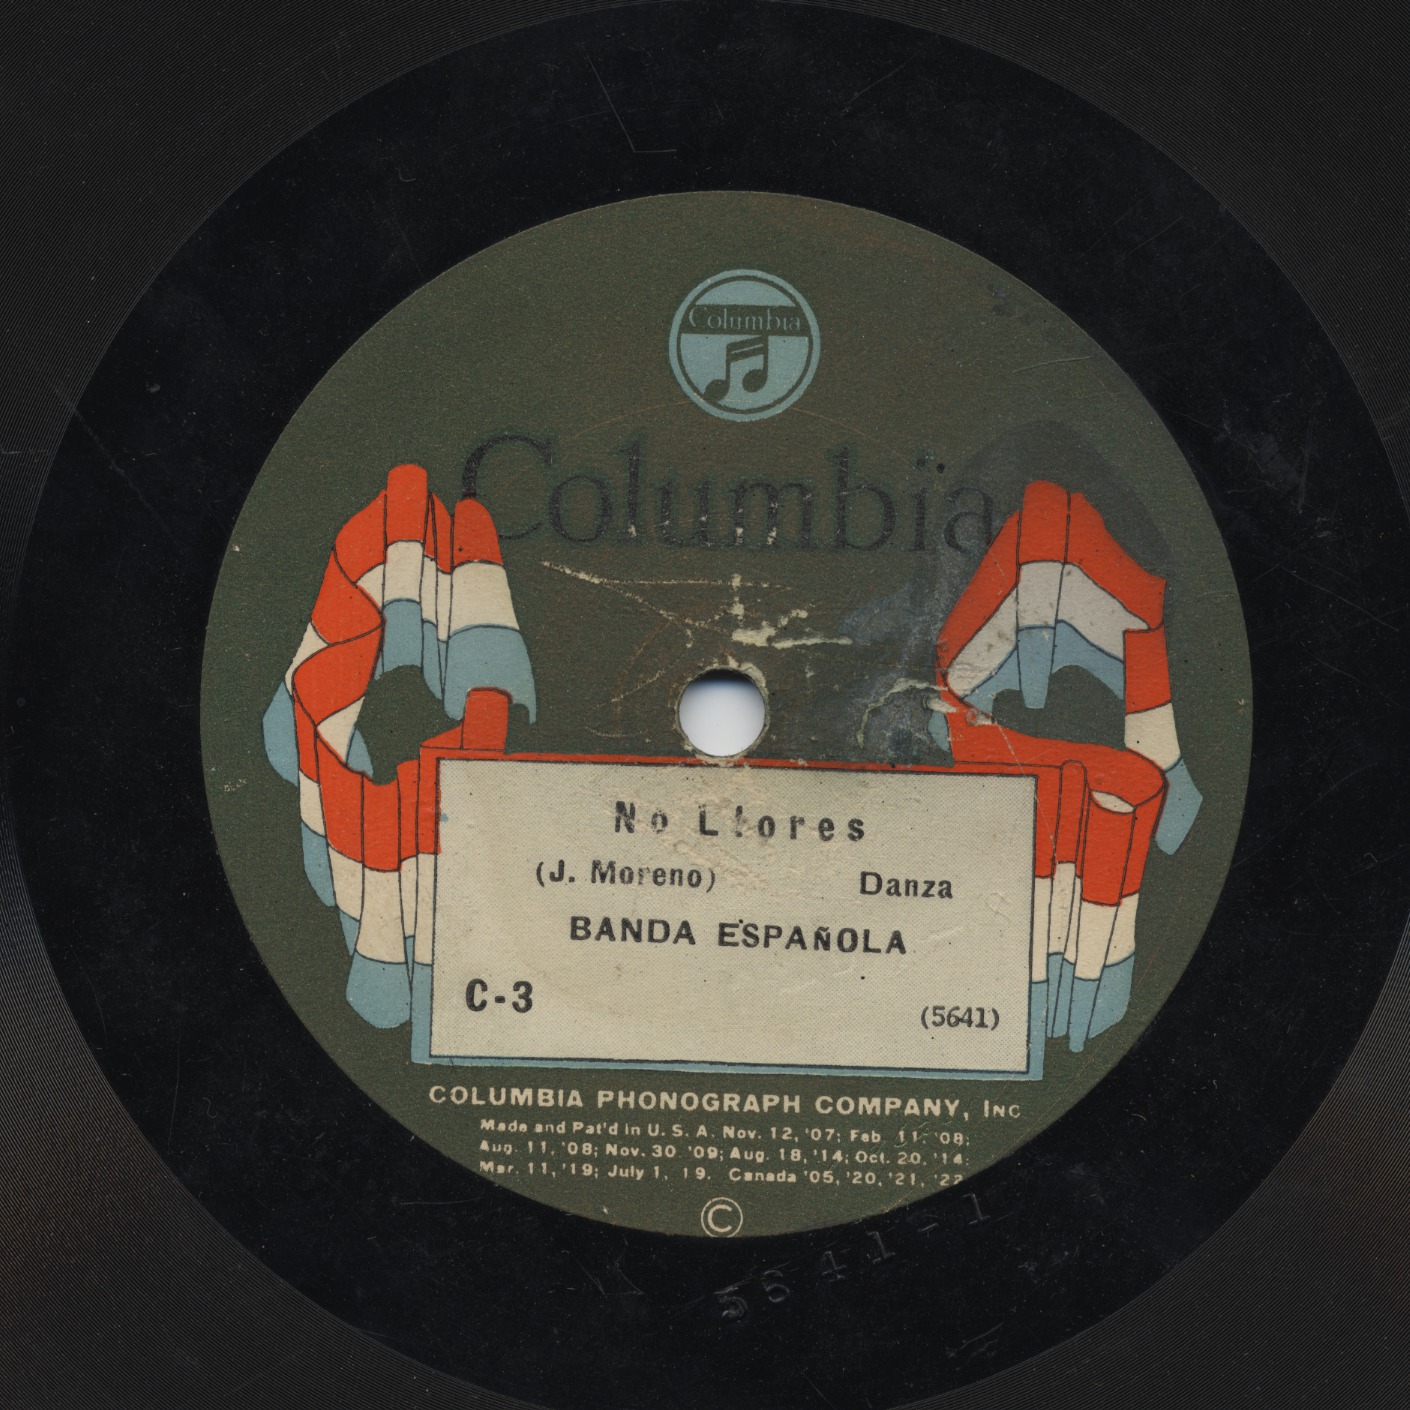 Columbia
Columbia
No Llores
(J. Moreno) Danza
BANDA ESPAÑOLA
C-3 (5641)
COLUMBIA PHONOGRAPH COMPANY, INC
Made and Pat'd in U. S. A. Nov. 12, '07; Feb. 11, '08;
Aug. 11, '08; Nov. 30 '09; Aug. 18, '14; Oct. 20, '14;
Mar. 11, '19; July 1, 19. Canada '05, '20, '21, '22
©
5641-1